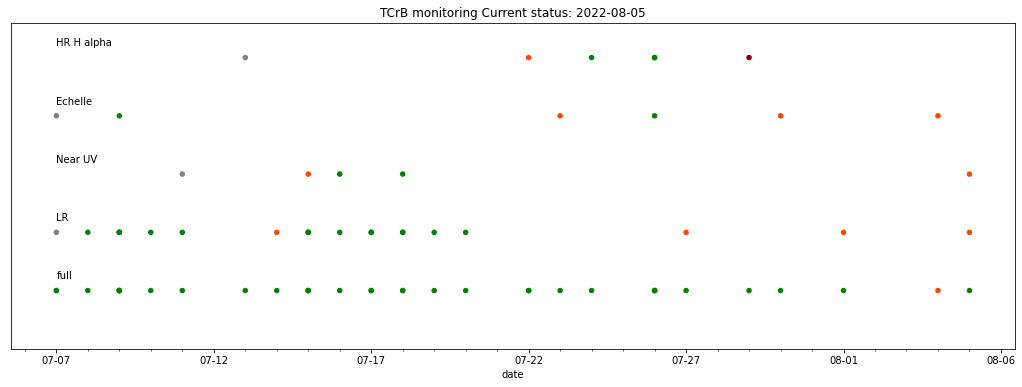 TCrB monitoring Current status: 2022-08-05
HR H alpha
Echelle
Near UV
LR
full
07-07 07-12 07-17 07-22 07-27 08-01 08-06
date